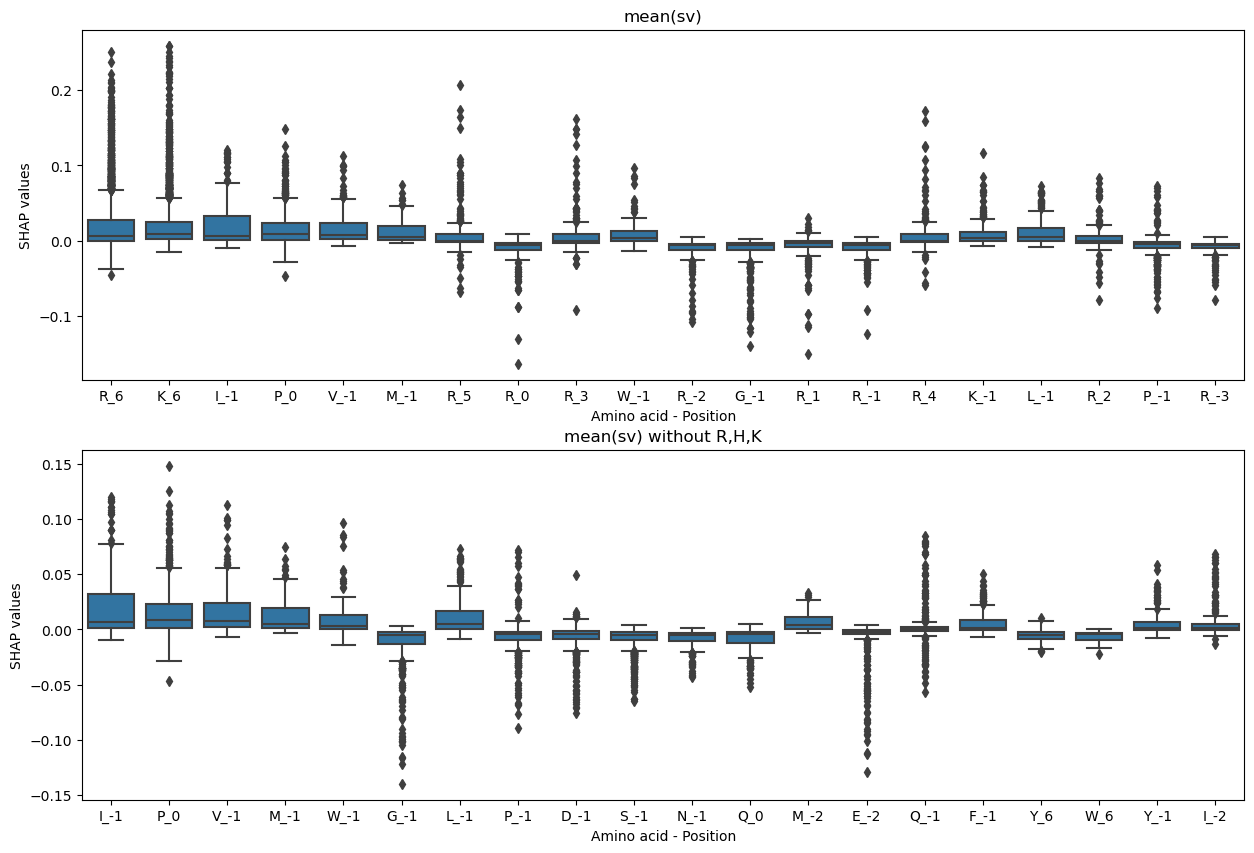 mean(sv)
SHAP values
0.2
0.1
0.0
−0.1
R_6 K_6 I_-1 P_0 V_-1 M_-1 R_5 R_0 R_3 W_-1 R_-2 G_-1 R_1 R_-1 R_4 K_-1 L_-1 R_2 P_-1 R_-3
Amino acid - Position
mean(sv) without R,H,K
SHAP values
0.15
0.10
0.05
0.00
−0.05
−0.10
−0.15
I_-1 P_0 V_-1 M_-1 W_-1 G_-1 L_-1 P_-1 D_-1 S_-1 N_-1 Q_0 M_-2 E_-2 Q_-1 F_-1 Y_6 W_6 Y_-1 I_-2
Amino acid - Position